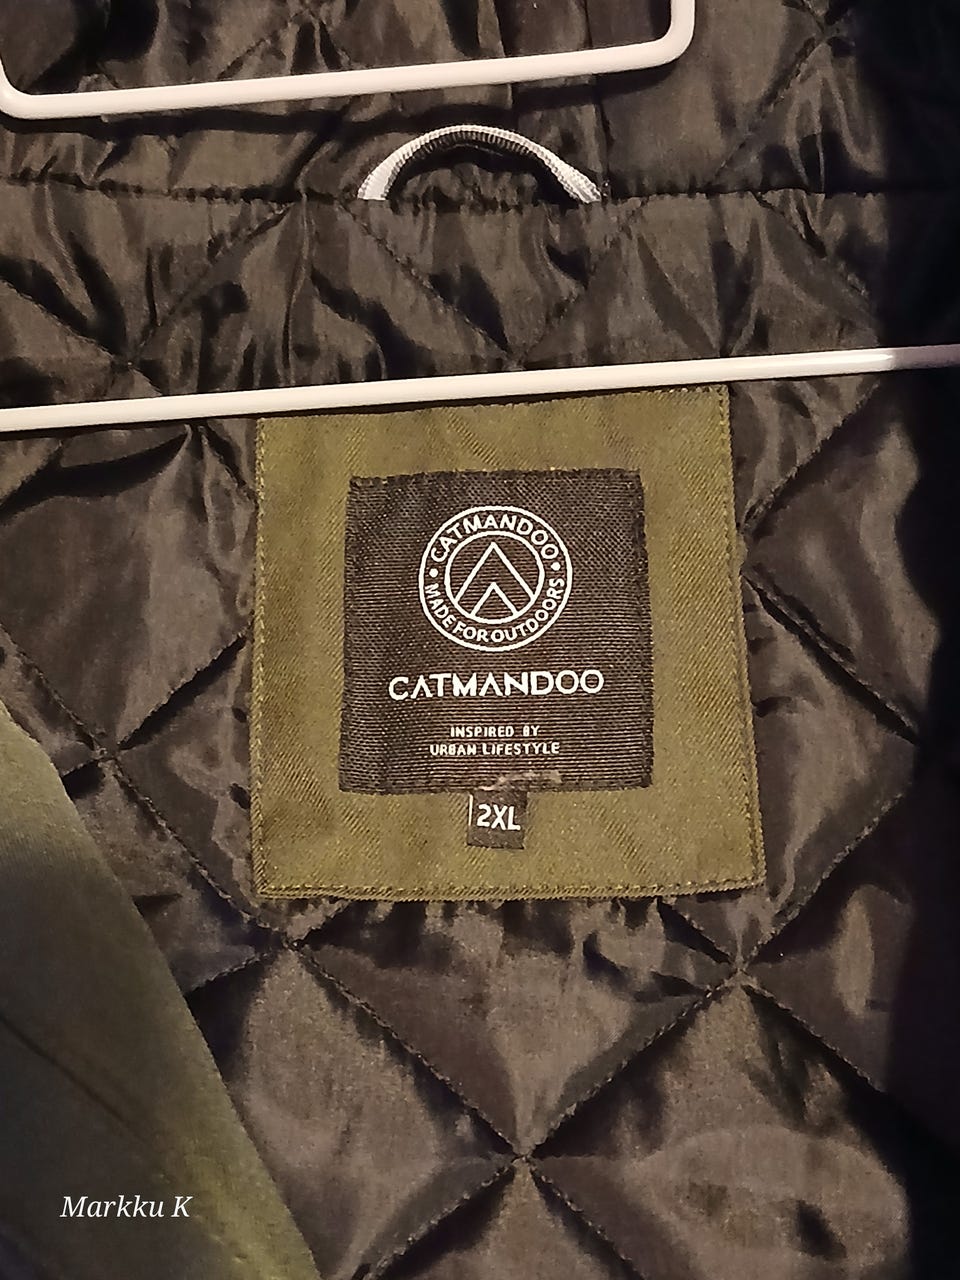 CATMANDOO
MADE FOR OUTDOORS
CATMANDOO
INSPIRED BY
URBAN LIFESTYLE
2XL
Markku K